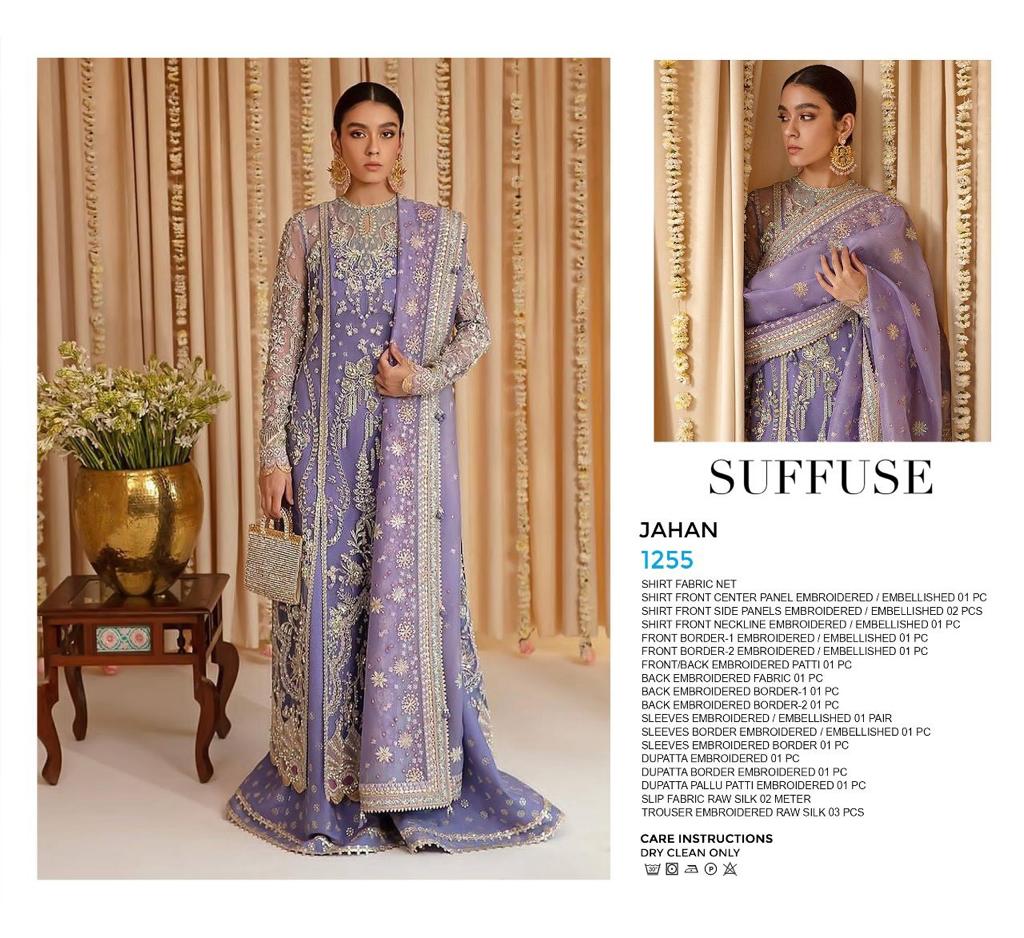 SUFFUSE
JAHAN
1255
SHIRT FABRIC NET
SHIRT FRONT CENTER PANEL EMBROIDERED / EMBELLISHED 01 PC
SHIRT FRONT SIDE PANELS EMBROIDERED / EMBELLISHED 02 PCS
SHIRT FRONT NECKLINE EMBROIDERED / EMBELLISHED 01 PC
FRONT BORDER-1 EMBROIDERED / EMBELLISHED 01 PC
FRONT BORDER-2 EMBROIDERED / EMBELLISHED 01 PC
FRONT/BACK EMBROIDERED PATTI 01 PC
BACK EMBROIDERED FABRIC 01 PC
BACK EMBROIDERED BORDER-1 01 PC
BACK EMBROIDERED BORDER-2 01 PC
SLEEVES EMBROIDERED / EMBELLISHED 01 PAIR
SLEEVES BORDER EMBROIDERED / EMBELLISHED 01 PC
SLEEVES EMBROIDERED BORDER 01 PC
DUPATTA EMBROIDERED 01 PC
DUPATTA BORDER EMBROIDERED 01 PC
DUPATTA PALLU PATTI EMBROIDERED 01 PC
SLIP FABRIC RAW SILK 02 METER
TROUSER EMBROIDERED RAW SILK 03 PCS
CARE INSTRUCTIONS
DRY CLEAN ONLY
30° P